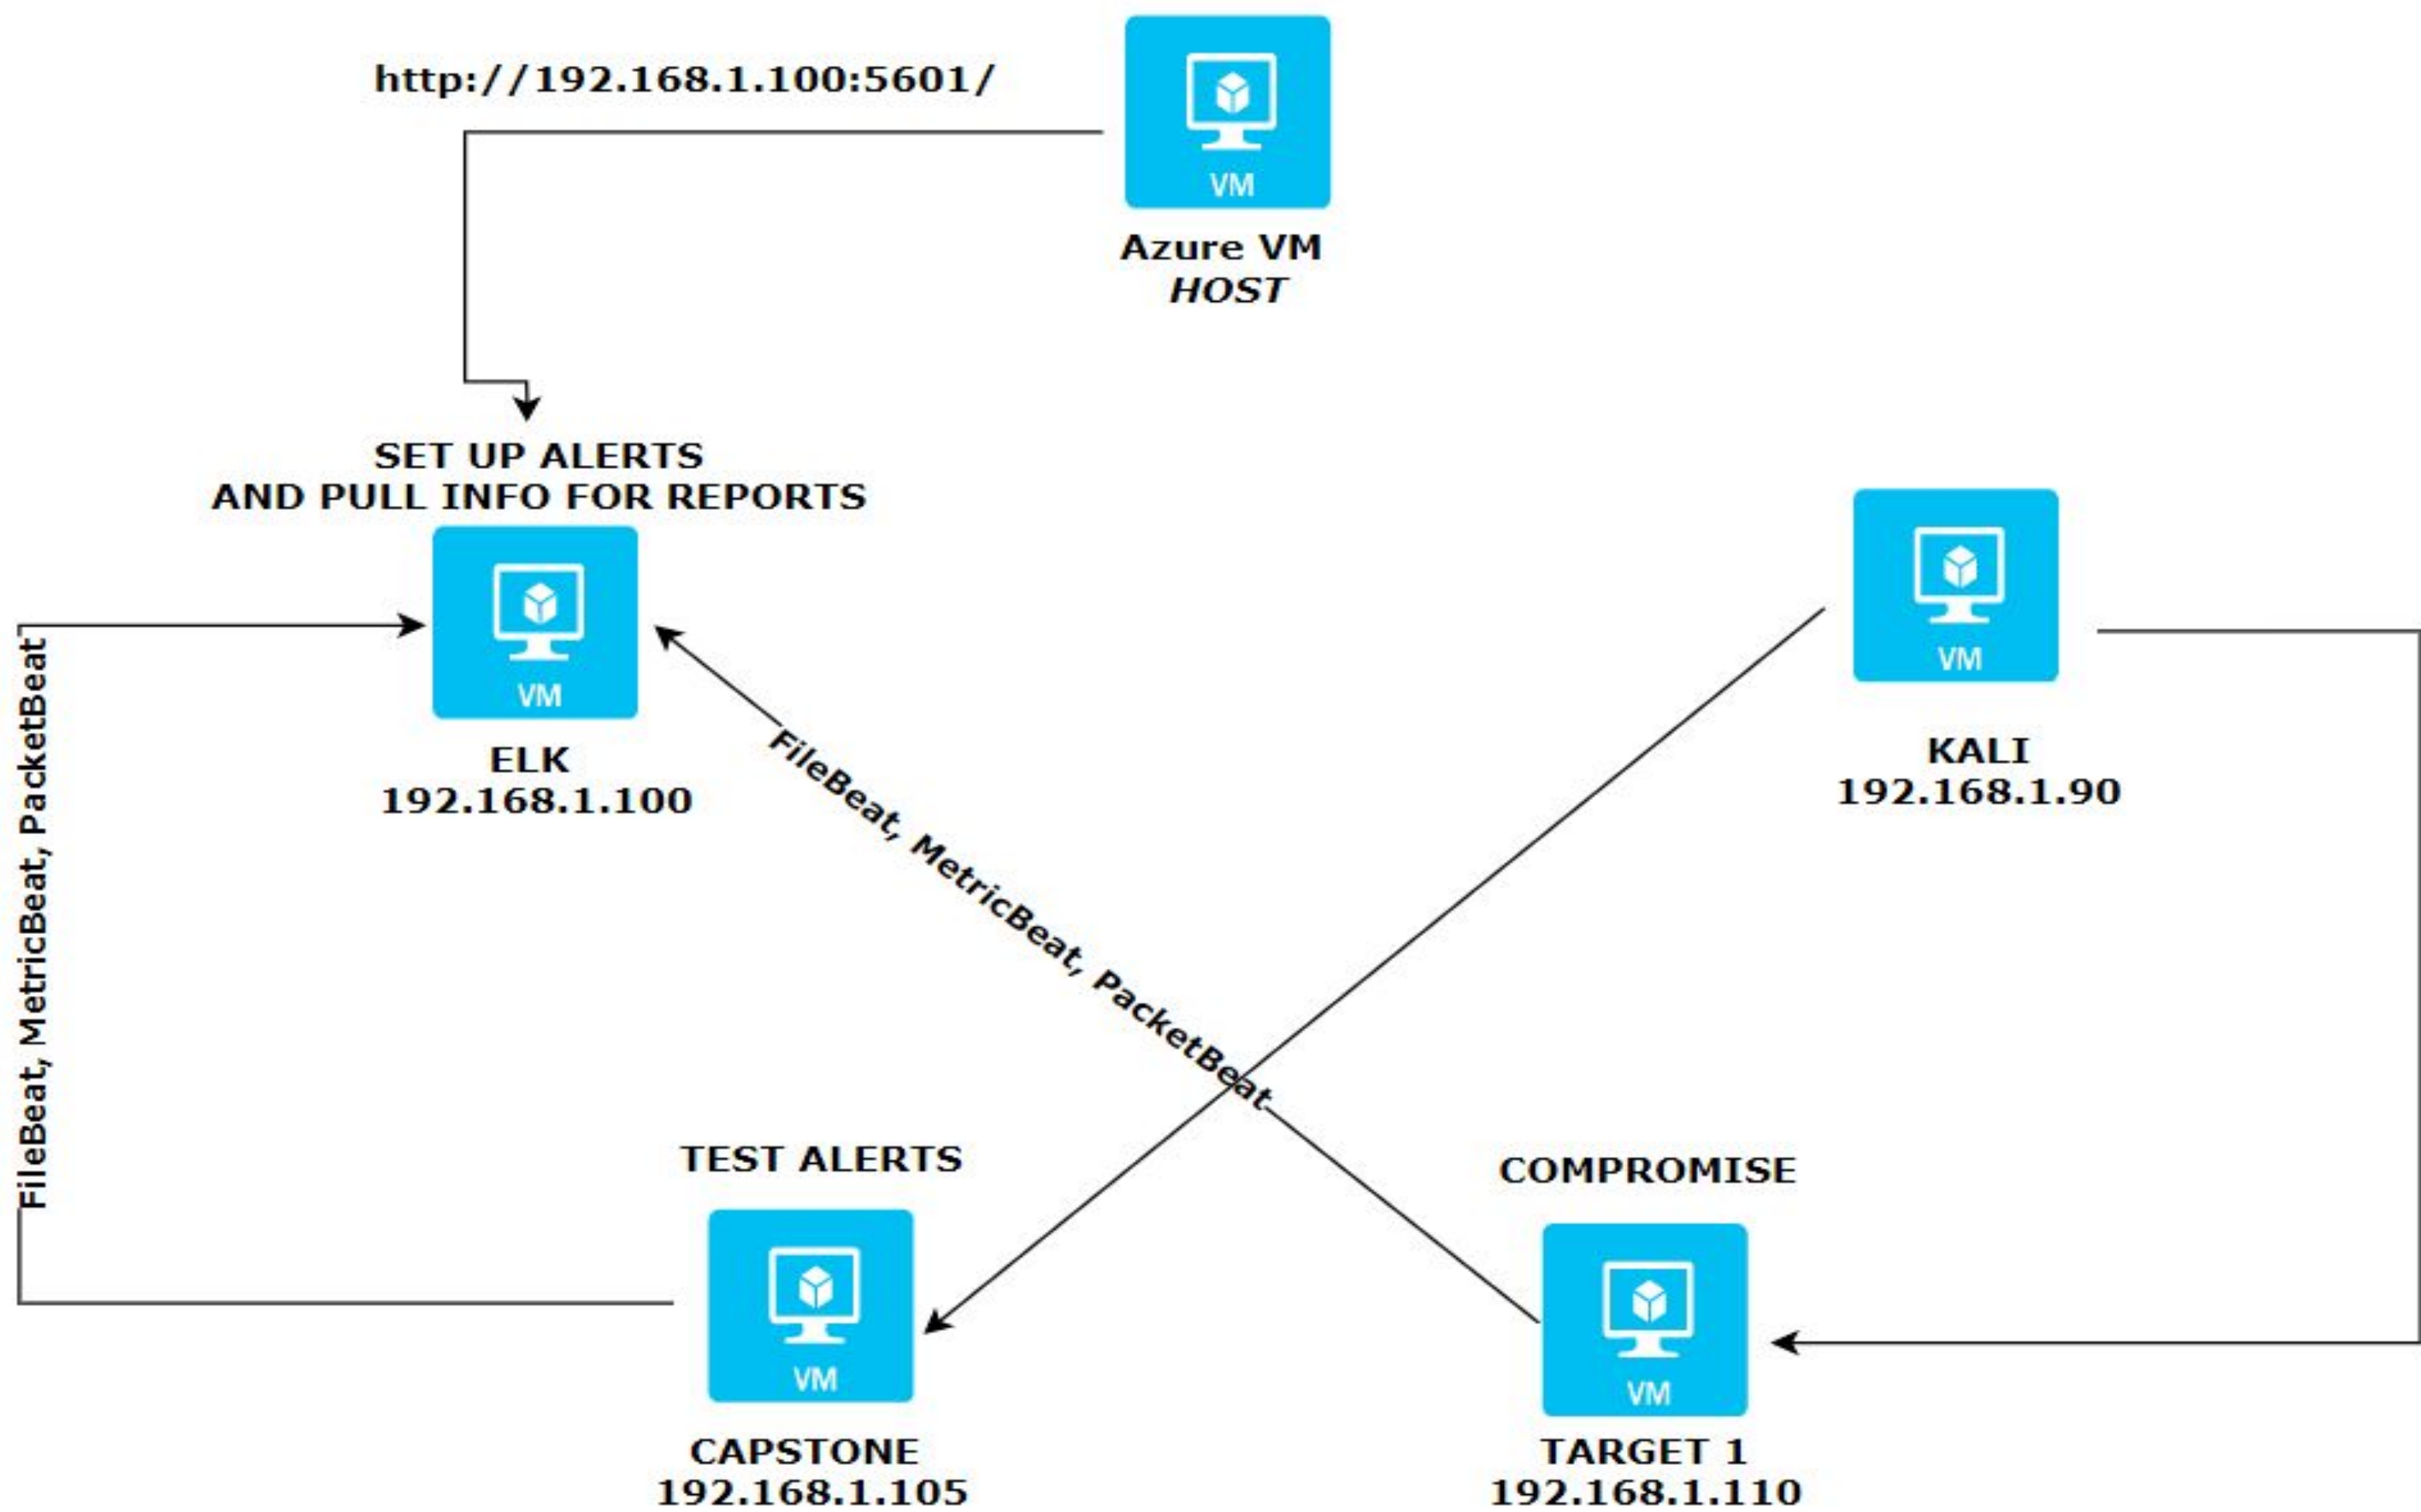 http://192.168.1.100:5601/
VM
Azure VM
HOST
SET UP ALERTS
AND PULL INFO FOR REPORTS
VM
ELK
192.168.1.100
VM
KALI
192.168.1.90
FileBeat, MetricBeat, PacketBeat
FileBeat, MetricBeat, PacketBeat
TEST ALERTS
VM
CAPSTONE
192.168.1.105
COMPROMISE
VM
TARGET 1
192.168.1.110